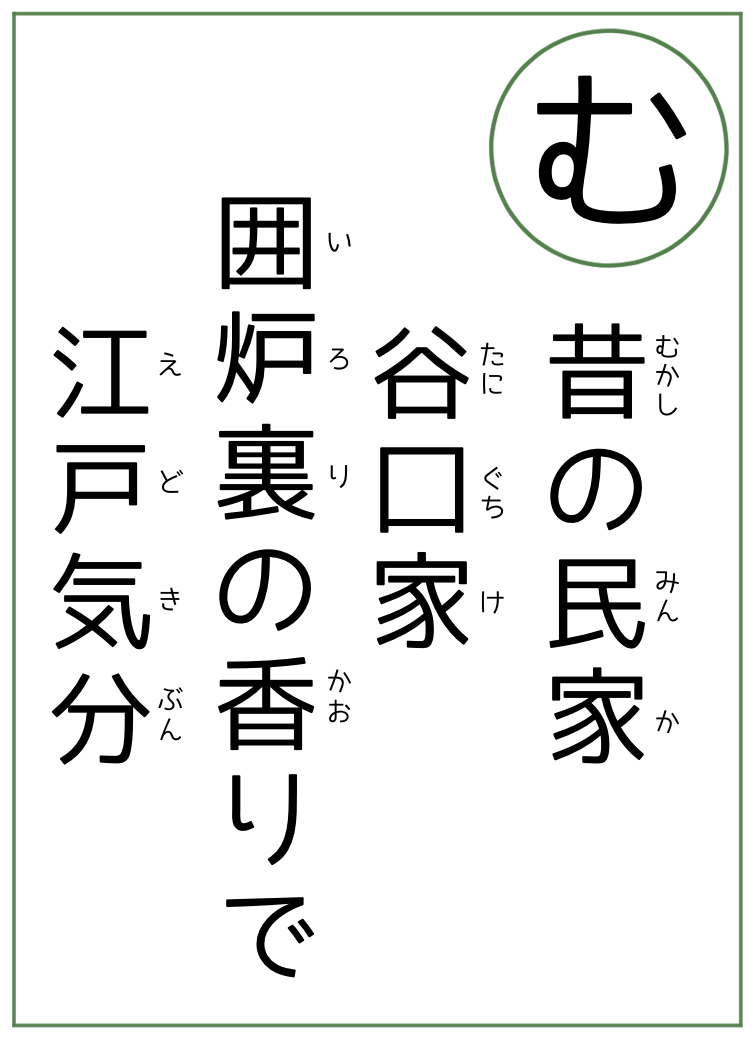 む
昔の民家
むかし みん か
谷口家
たに ぐち け
囲炉裏の香りで
い ろ り かお
江戸気分
え ど き ぶん